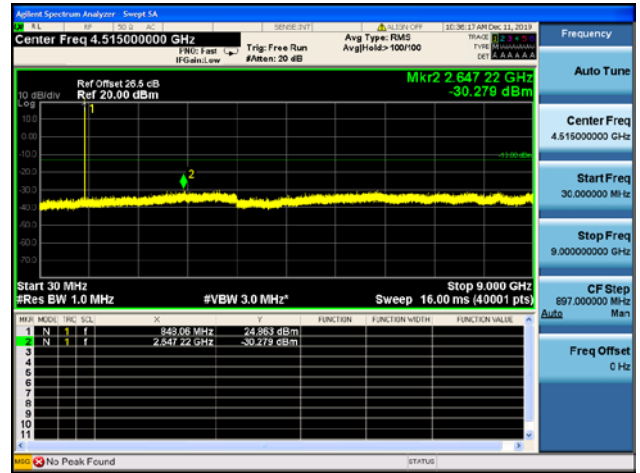 Agilent Spectrum Analyzer - Swept SA
RL RF 50 Ω AC SENSE:INT ALIGN OFF 10:36:17 AM Dec 11, 2019
Center Freq 4.515000000 GHz
PNO: Fast
IFGain:Low
Trig: Free Run
#Atten: 20 dB
Avg Type: RMS
Avg|Hold:> 100/100
TRACE 1 2 3 4 5 6
TYPE
DET A A A A A A
Ref Offset 26.5 dB
Ref 20.00 dBm
10 dB/div
Log
Mkr2 2.647 22 GHz
-30.279 dBm
1
10.0
0.00
-10.0
-13.00 dBm
-20.0
2
-30.0
-40.0
-50.0
-60.0
-70.0
Start 30 MHz
Stop 9.000 GHz
#Res BW 1.0 MHz
#VBW 3.0 MHz*
Sweep 16.00 ms (40001 pts)
MKR MODE TRC SCL X Y FUNCTION FUNCTION WIDTH FUNCTION VALUE
1 N 1 f 849.06 MHz 24.963 dBm
2 N 1 f 2.647 22 GHz -30.279 dBm
3
4
5
6
7
8
9
10
11
MSG No Peak Found
STATUS
Frequency
Auto Tune
Center Freq
4.515000000 GHz
Start Freq
30.000000 MHz
Stop Freq
9.000000000 GHz
CF Step
897.000000 MHz
Auto Man
Freq Offset
0 Hz